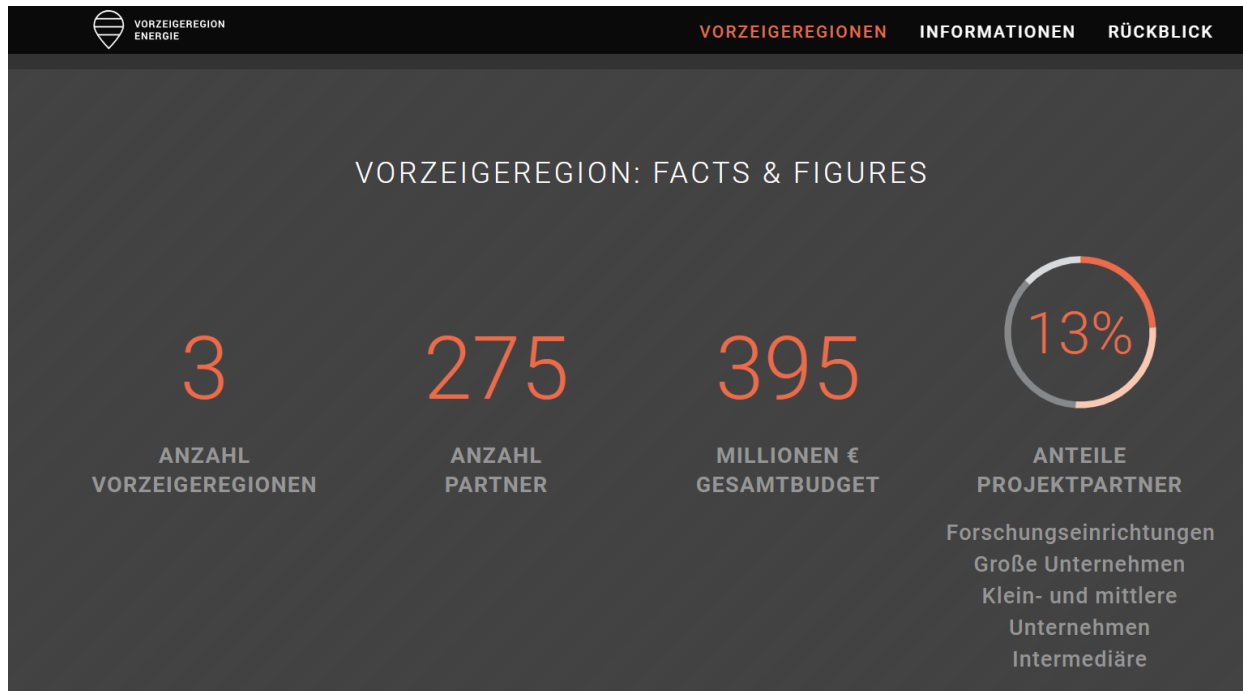 VORZEIGEREGION
ENERGIE
VORZEIGEREGIONEN INFORMATIONEN RÜCKBLICK
VORZEIGEREGION: FACTS & FIGURES
3
ANZAHL
VORZEIGEREGIONEN
275
ANZAHL
PARTNER
395
MILLIONEN €
GESAMTBUDGET
13%
ANTEILE
PROJEKTPARTNER
Forschungseinrichtungen
Große Unternehmen
Klein- und mittlere
Unternehmen
Intermediäre